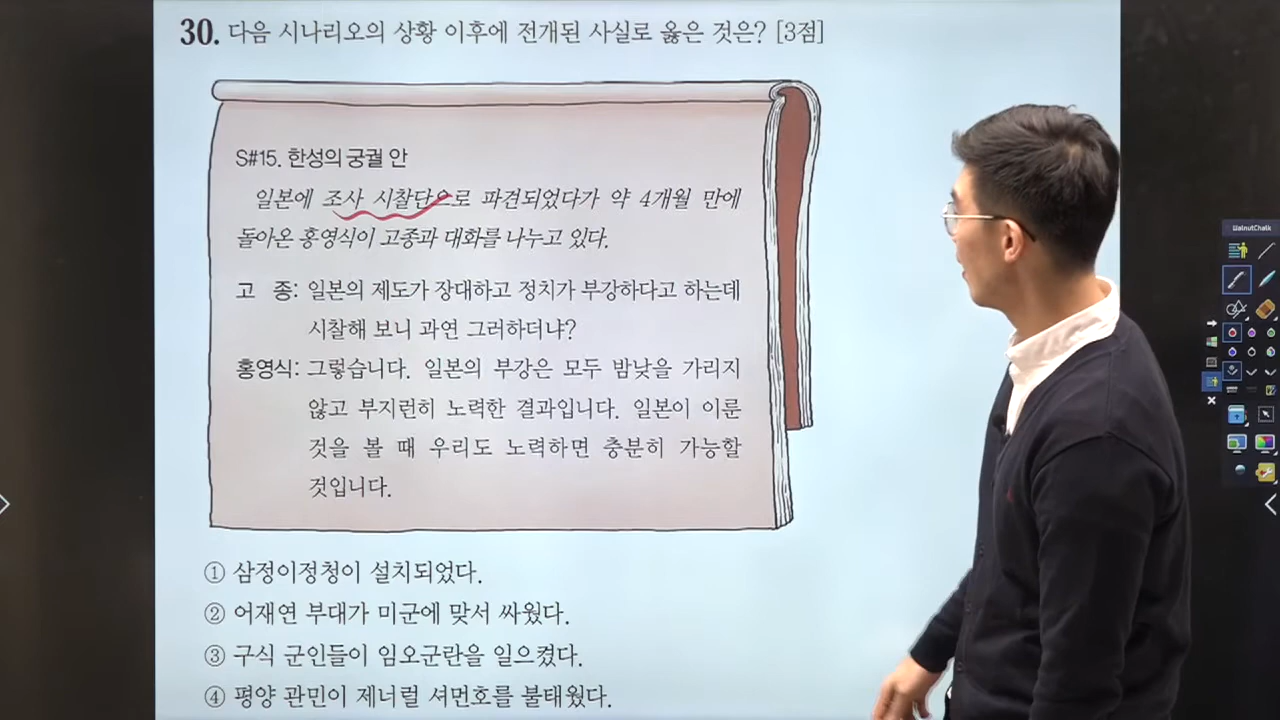 30. 다음 시나리오의 상황 이후에 전개된 사실로 옳은 것은? [3점]
S#15. 한성의 궁궐 안
일본에 조사 시찰단으로 파견되었다가 약 4개월 만에
돌아온 홍영식이 고종과 대화를 나누고 있다.
고 종: 일본의 제도가 장대하고 정치가 부강하다고 하는데
시찰해 보니 과연 그러하더냐?
홍영식: 그렇습니다. 일본의 부강은 모두 밤낮을 가리지
않고 부지런히 노력한 결과입니다. 일본이 이룬
것을 볼 때 우리도 노력하면 충분히 가능할
것입니다.
① 삼정이정청이 설치되었다.
② 어재연 부대가 미군에 맞서 싸웠다.
③ 구식 군인들이 임오군란을 일으켰다.
④ 평양 관민이 제너럴 셔먼호를 불태웠다.
WalnutChalk